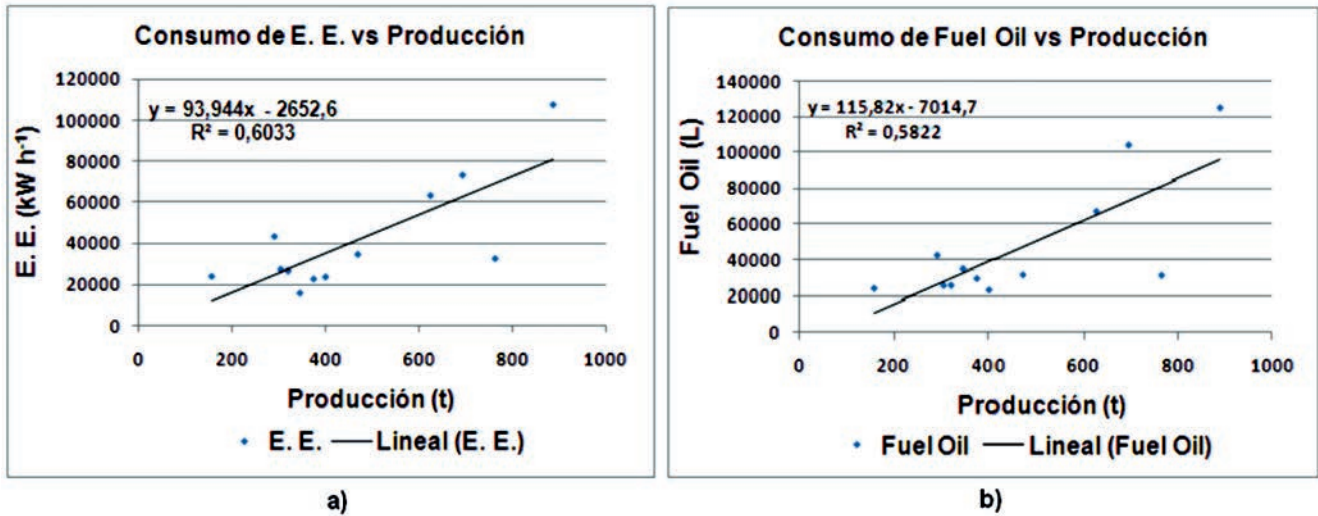 Consumo de E. E. vs Producción
y = 93,944x - 2652,6
R² = 0,6033
E. E. (kW h⁻¹)
120000
100000
80000
60000
40000
20000
0
0 200 400 600 800 1000
Producción (t)
E. E. Lineal (E. E.)
a)
Consumo de Fuel Oil vs Producción
y = 115,82x - 7014,7
R² = 0,5822
Fuel Oil (L)
140000
120000
100000
80000
60000
40000
20000
0
0 200 400 600 800 1000
Producción (t)
Fuel Oil Lineal (Fuel Oil)
b)